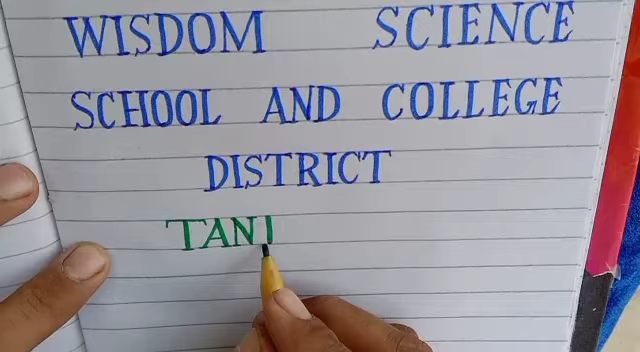 WISDOM SCIENCE
SCHOOL AND COLLEGE
DISTRICT
TANI